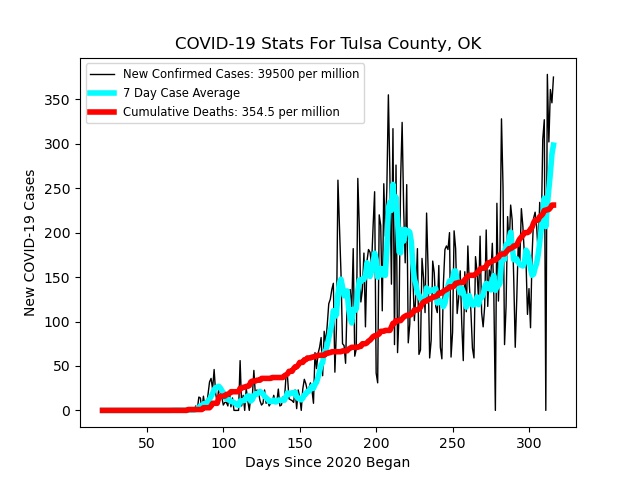 COVID-19 Stats For Tulsa County, OK
New Confirmed Cases: 39500 per million
7 Day Case Average
Cumulative Deaths: 354.5 per million
New COVID-19 Cases
350
300
250
200
150
100
50
0
50 100 150 200 250 300
Days Since 2020 Began